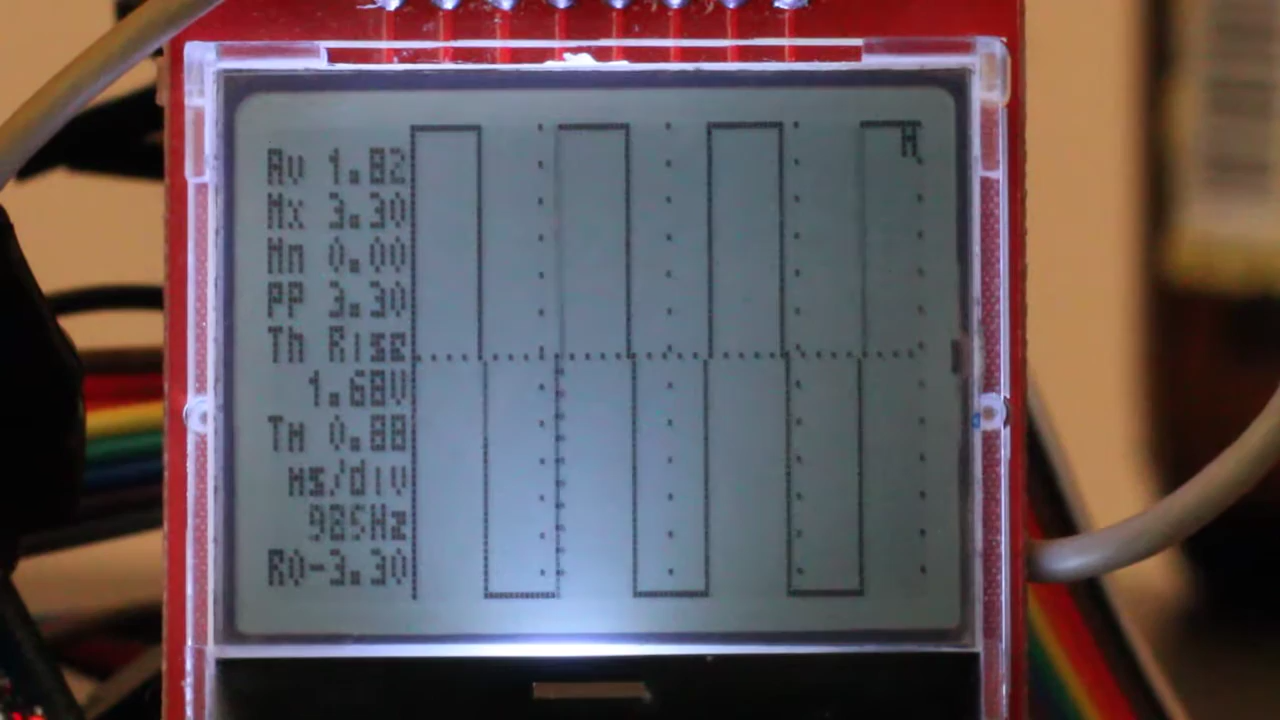 Av 1.82
Mx 3.30
Mn 0.00
PP 3.30
Th Rise
1.68V
Tm 0.88
ms/div
985Hz
R0-3.30
M